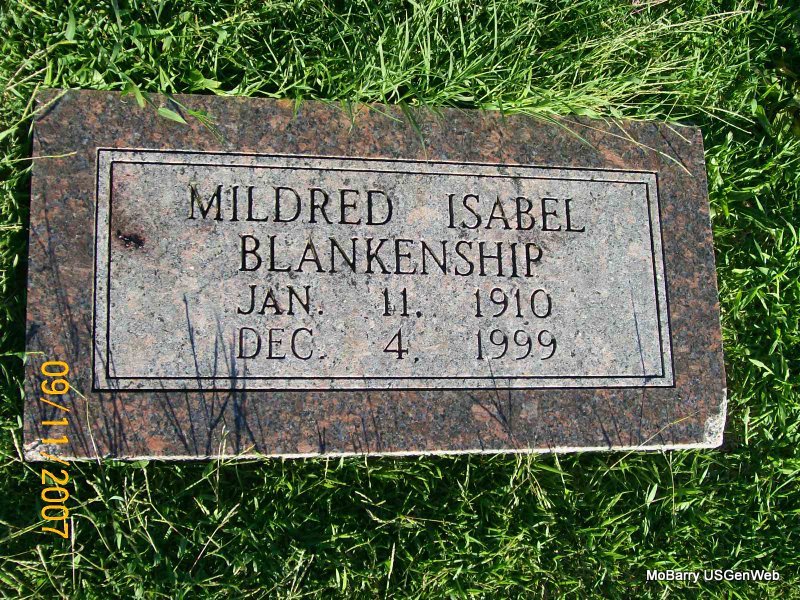 MILDRED ISABEL
BLANKENSHIP
JAN. 11, 1910
DEC. 4, 1999
09/11/2007
MoBarry USGenWeb